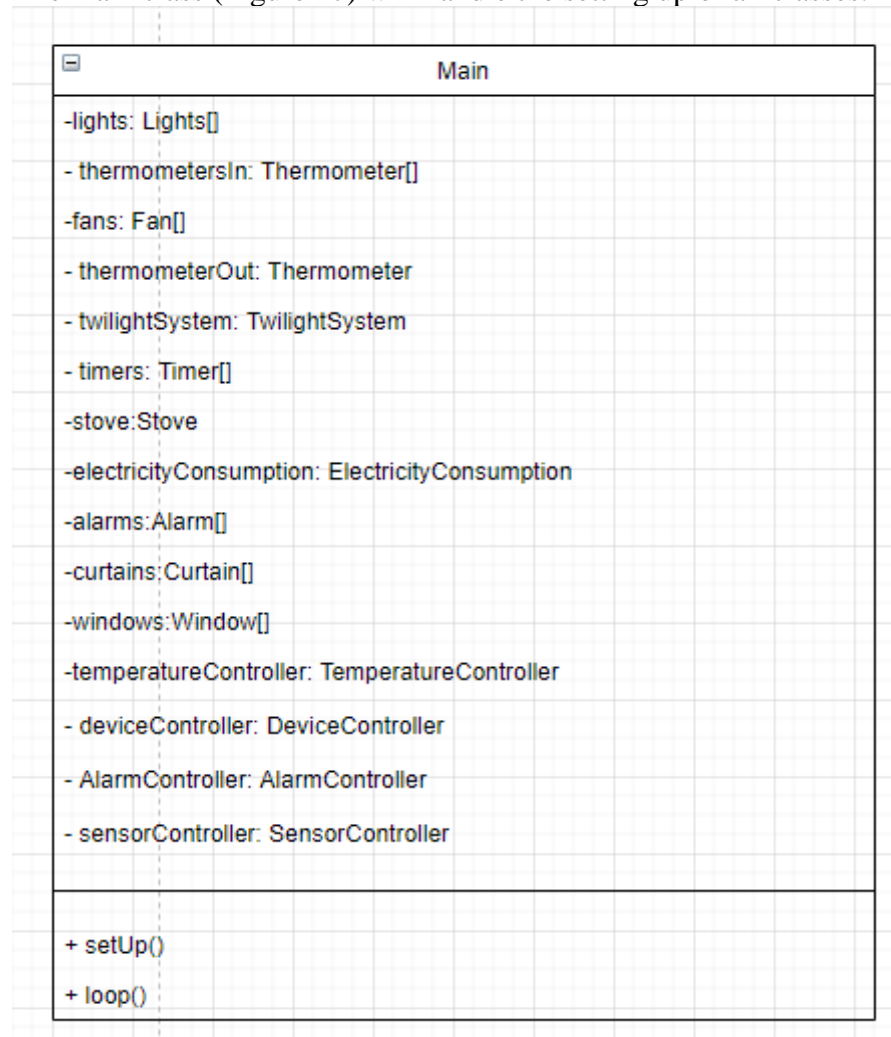 Main
-lights: Lights[]
- thermometersIn: Thermometer[]
-fans: Fan[]
- thermometerOut: Thermometer
- twilightSystem: TwilightSystem
- timers: Timer[]
-stove:Stove
-electricityConsumption: ElectricityConsumption
-alarms:Alarm[]
-curtains:Curtain[]
-windows:Window[]
-temperatureController: TemperatureController
- deviceController: DeviceController
- AlarmController: AlarmController
- sensorController: SensorController
+ setUp()
+ loop()